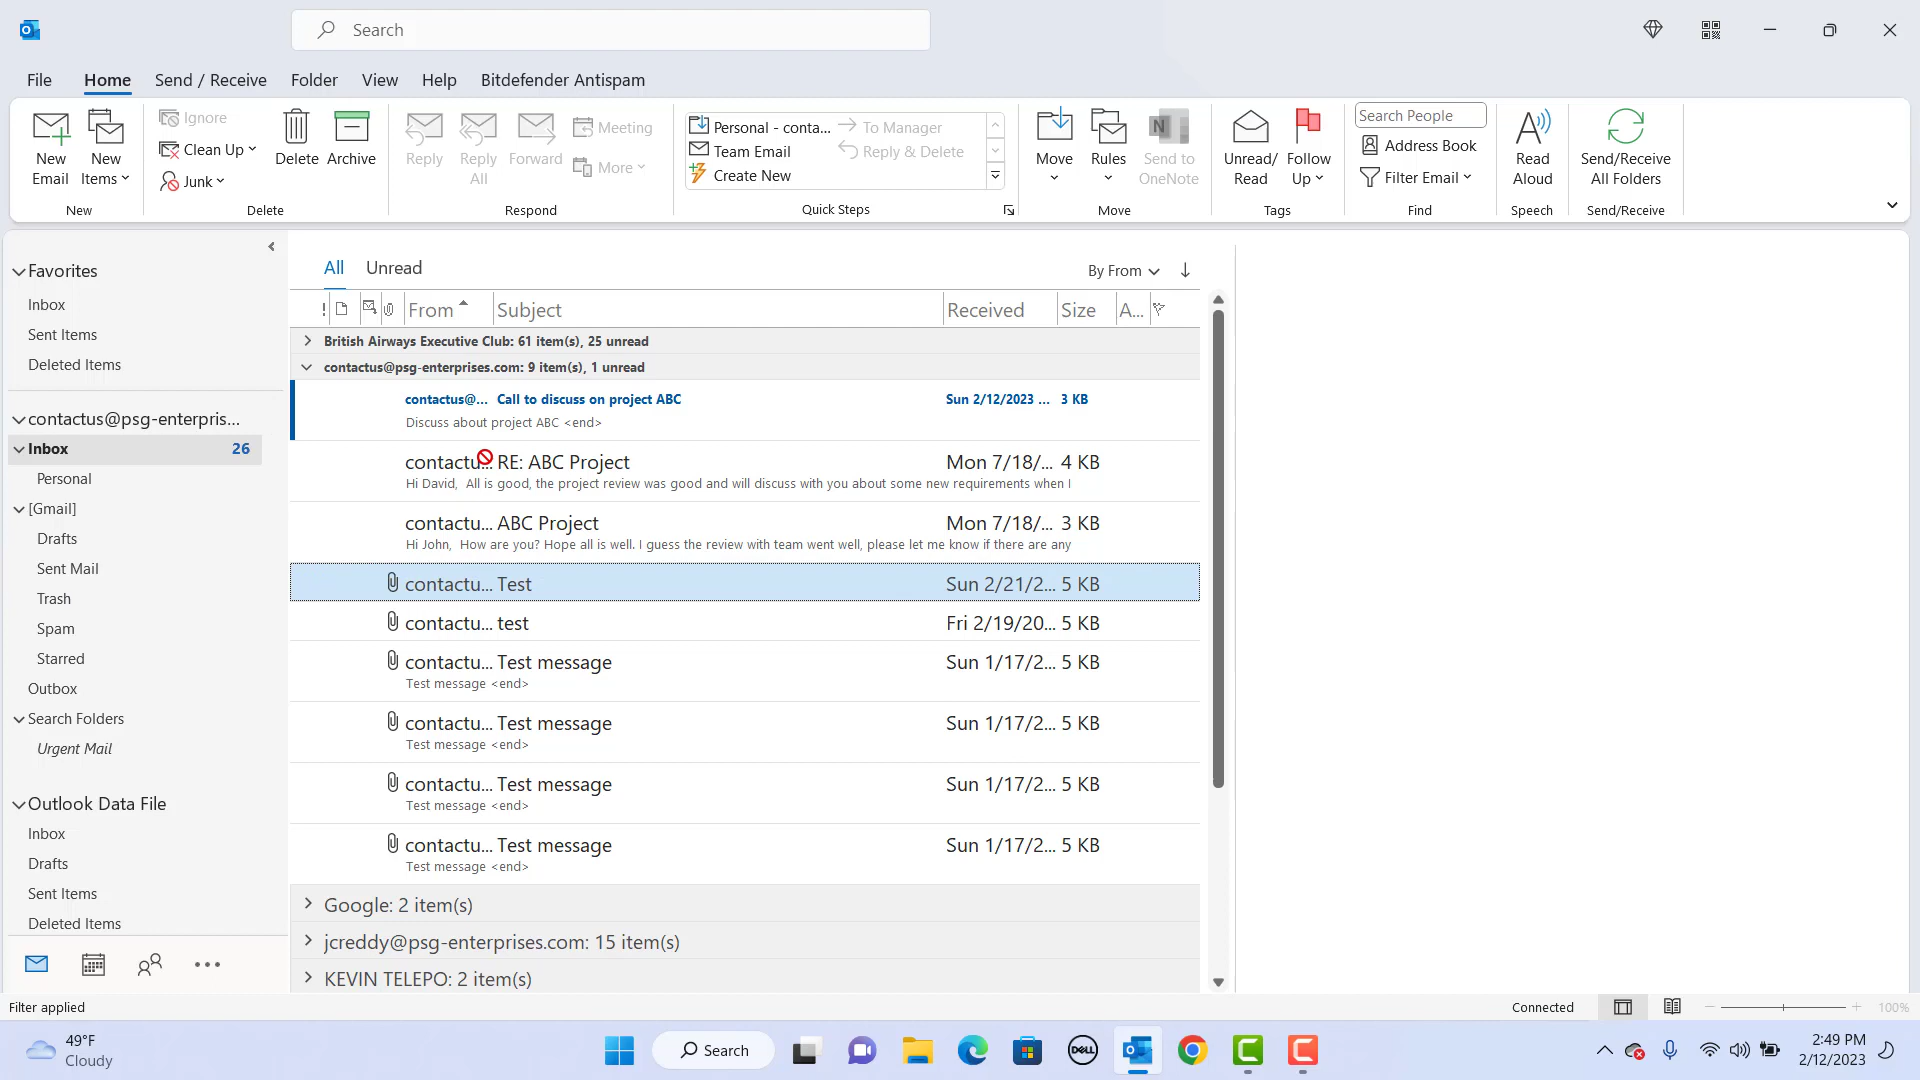 Search
File Home Send / Receive Folder View Help Bitdefender Antispam
New Email
New Items
New
Ignore
Clean Up
Junk
Delete
Archive
Delete
Reply
Reply All
Forward
Meeting
More
Respond
Personal - conta...
Team Email
Create New
To Manager
Reply & Delete
Quick Steps
Move
Rules
Send to OneNote
Move
Unread/ Read
Follow Up
Tags
Search People
Address Book
Filter Email
Find
Read Aloud
Speech
Send/Receive All Folders
Send/Receive
Favorites
Inbox
Sent Items
Deleted Items
contactus@psg-enterpris...
Inbox 26
Personal
[Gmail]
Drafts
Sent Mail
Trash
Spam
Starred
Outbox
Search Folders
Urgent Mail
Outlook Data File
Inbox
Drafts
Sent Items
Deleted Items
All Unread By From
! From Subject Received Size A...
British Airways Executive Club: 61 item(s), 25 unread
contactus@psg-enterprises.com: 9 item(s), 1 unread
contactus@... Call to discuss on project ABC Sun 2/12/2023 ... 3 KB
Discuss about project ABC <end>
contactu... RE: ABC Project Mon 7/18/... 4 KB
Hi David, All is good, the project review was good and will discuss with you about some new requirements when I
contactu... ABC Project Mon 7/18/... 3 KB
Hi John, How are you? Hope all is well. I guess the review with team went well, please let me know if there are any
contactu... Test Sun 2/21/2... 5 KB
contactu... test Fri 2/19/20... 5 KB
contactu... Test message Sun 1/17/2... 5 KB
Test message <end>
contactu... Test message Sun 1/17/2... 5 KB
Test message <end>
contactu... Test message Sun 1/17/2... 5 KB
Test message <end>
contactu... Test message Sun 1/17/2... 5 KB
Test message <end>
Google: 2 item(s)
jcreddy@psg-enterprises.com: 15 item(s)
KEVIN TELEPO: 2 item(s)
Filter applied
Connected
100%
49°F
Cloudy
Search
DELL
2:49 PM
2/12/2023